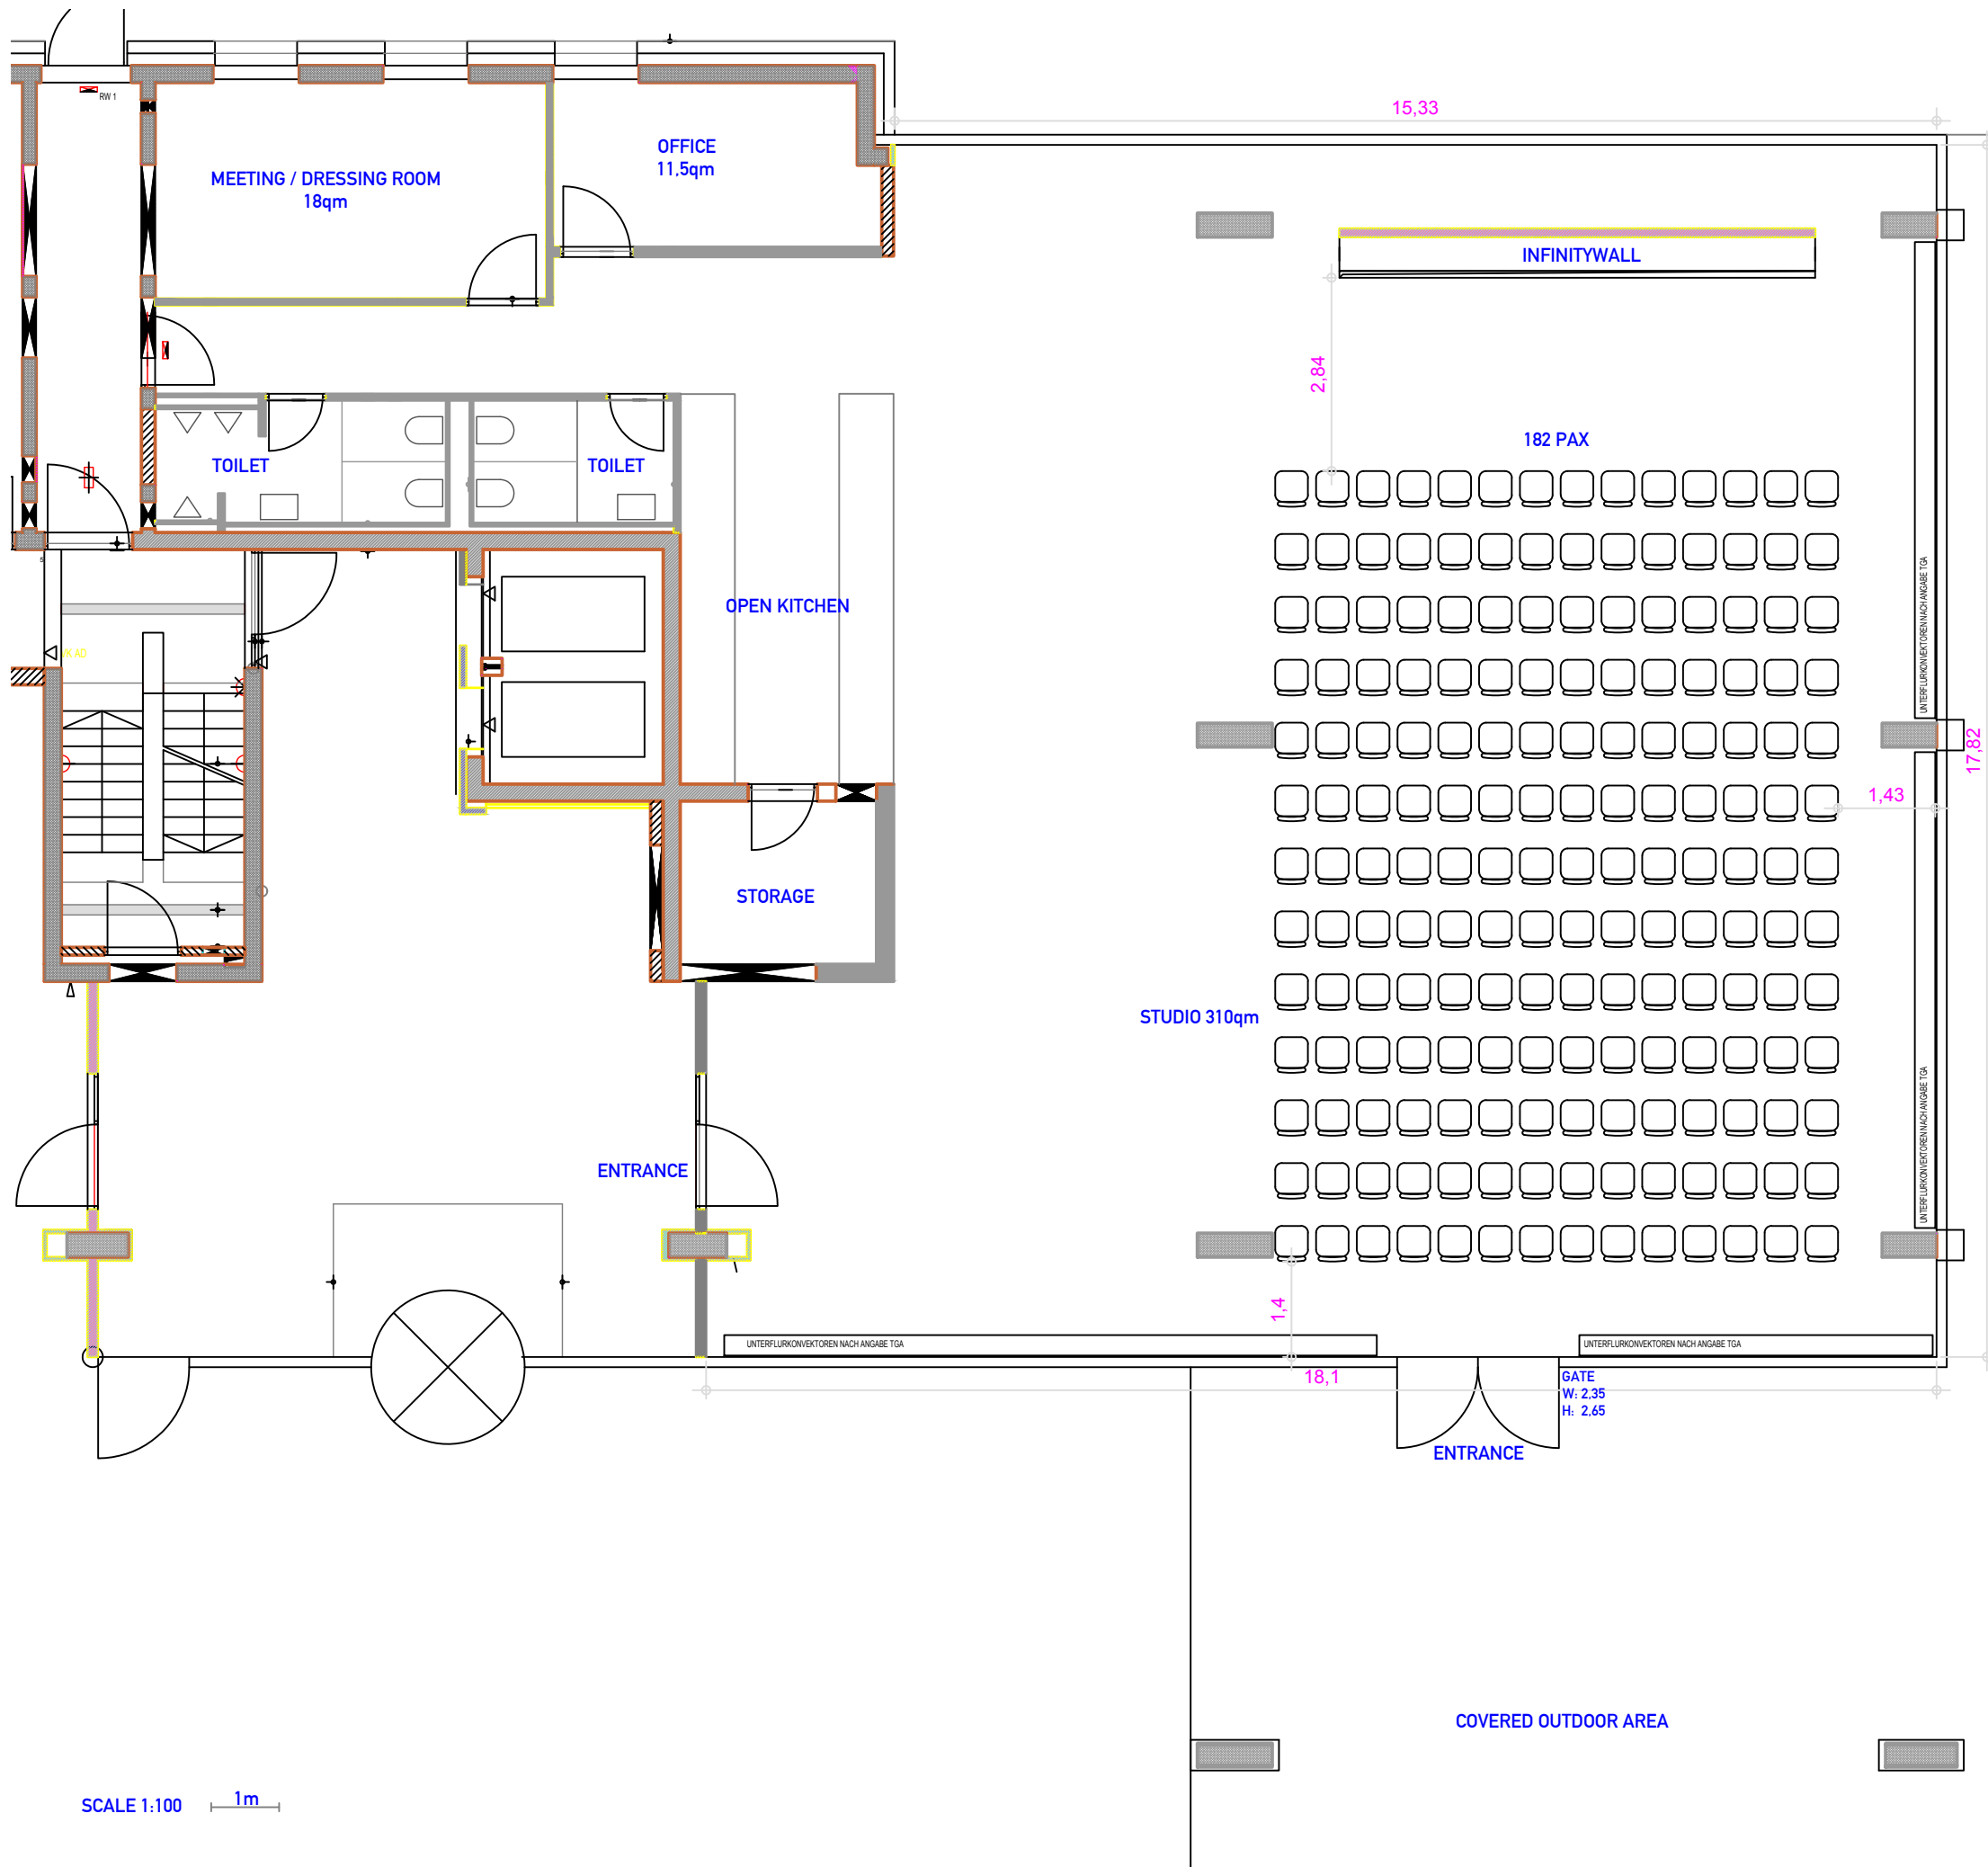 15,33
RW 1
OFFICE
11,5qm
MEETING / DRESSING ROOM
18qm
INFINITYWALL
2,84
182 PAX
TOILET
TOILET
S
OPEN KITCHEN
UNTERFLURKONVEKTOREN NACH ANGABE TGA
17,82
1,43
STORAGE
STUDIO 310qm
UNTERFLURKONVEKTOREN NACH ANGABE TGA
ENTRANCE
1,4
UNTERFLURKONVEKTOREN NACH ANGABE TGA
UNTERFLURKONVEKTOREN NACH ANGABE TGA
18,1
GATE
W: 2,35
H: 2,65
ENTRANCE
COVERED OUTDOOR AREA
SCALE 1:100
1m